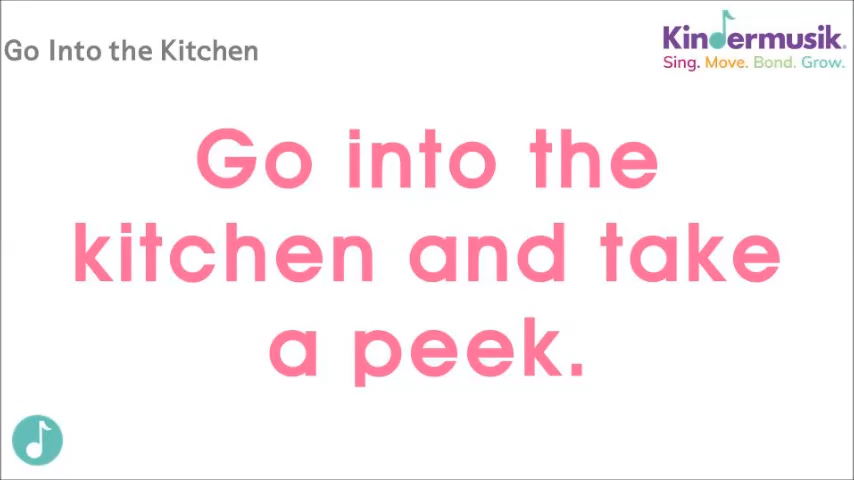 Go Into the Kitchen
Kindermusik.
Sing. Move. Bond. Grow.
Go into the
kitchen and take
a peek.